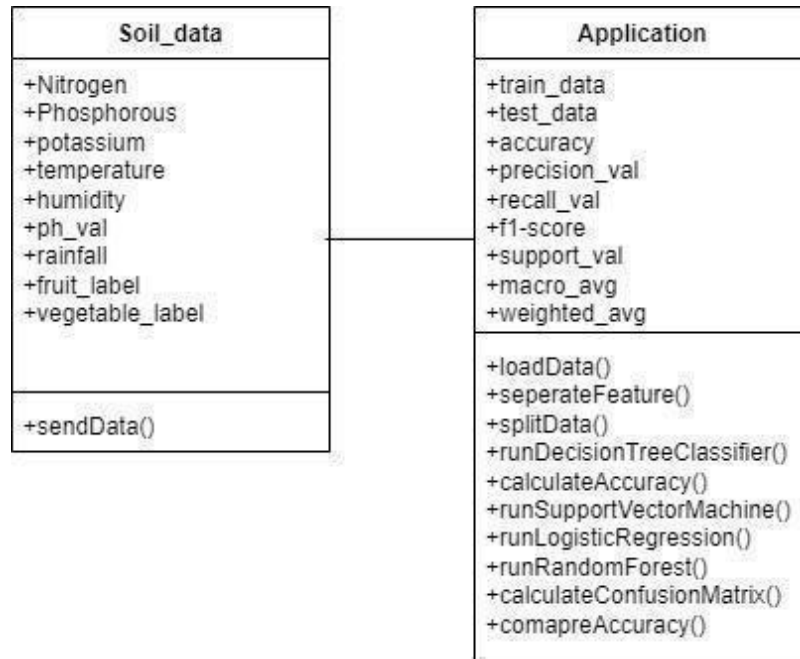 Soil_data
+Nitrogen
+Phosphorous
+potassium
+temperature
+humidity
+ph_val
+rainfall
+fruit_label
+vegetable_label
+sendData()
Application
+train_data
+test_data
+accuracy
+precision_val
+recall_val
+f1-score
+support_val
+macro_avg
+weighted_avg
+loadData()
+seperateFeature()
+splitData()
+runDecisionTreeClassifier()
+calculateAccuracy()
+runSupportVectorMachine()
+runLogisticRegression()
+runRandomForest()
+calculateConfusionMatrix()
+comapreAccuracy()